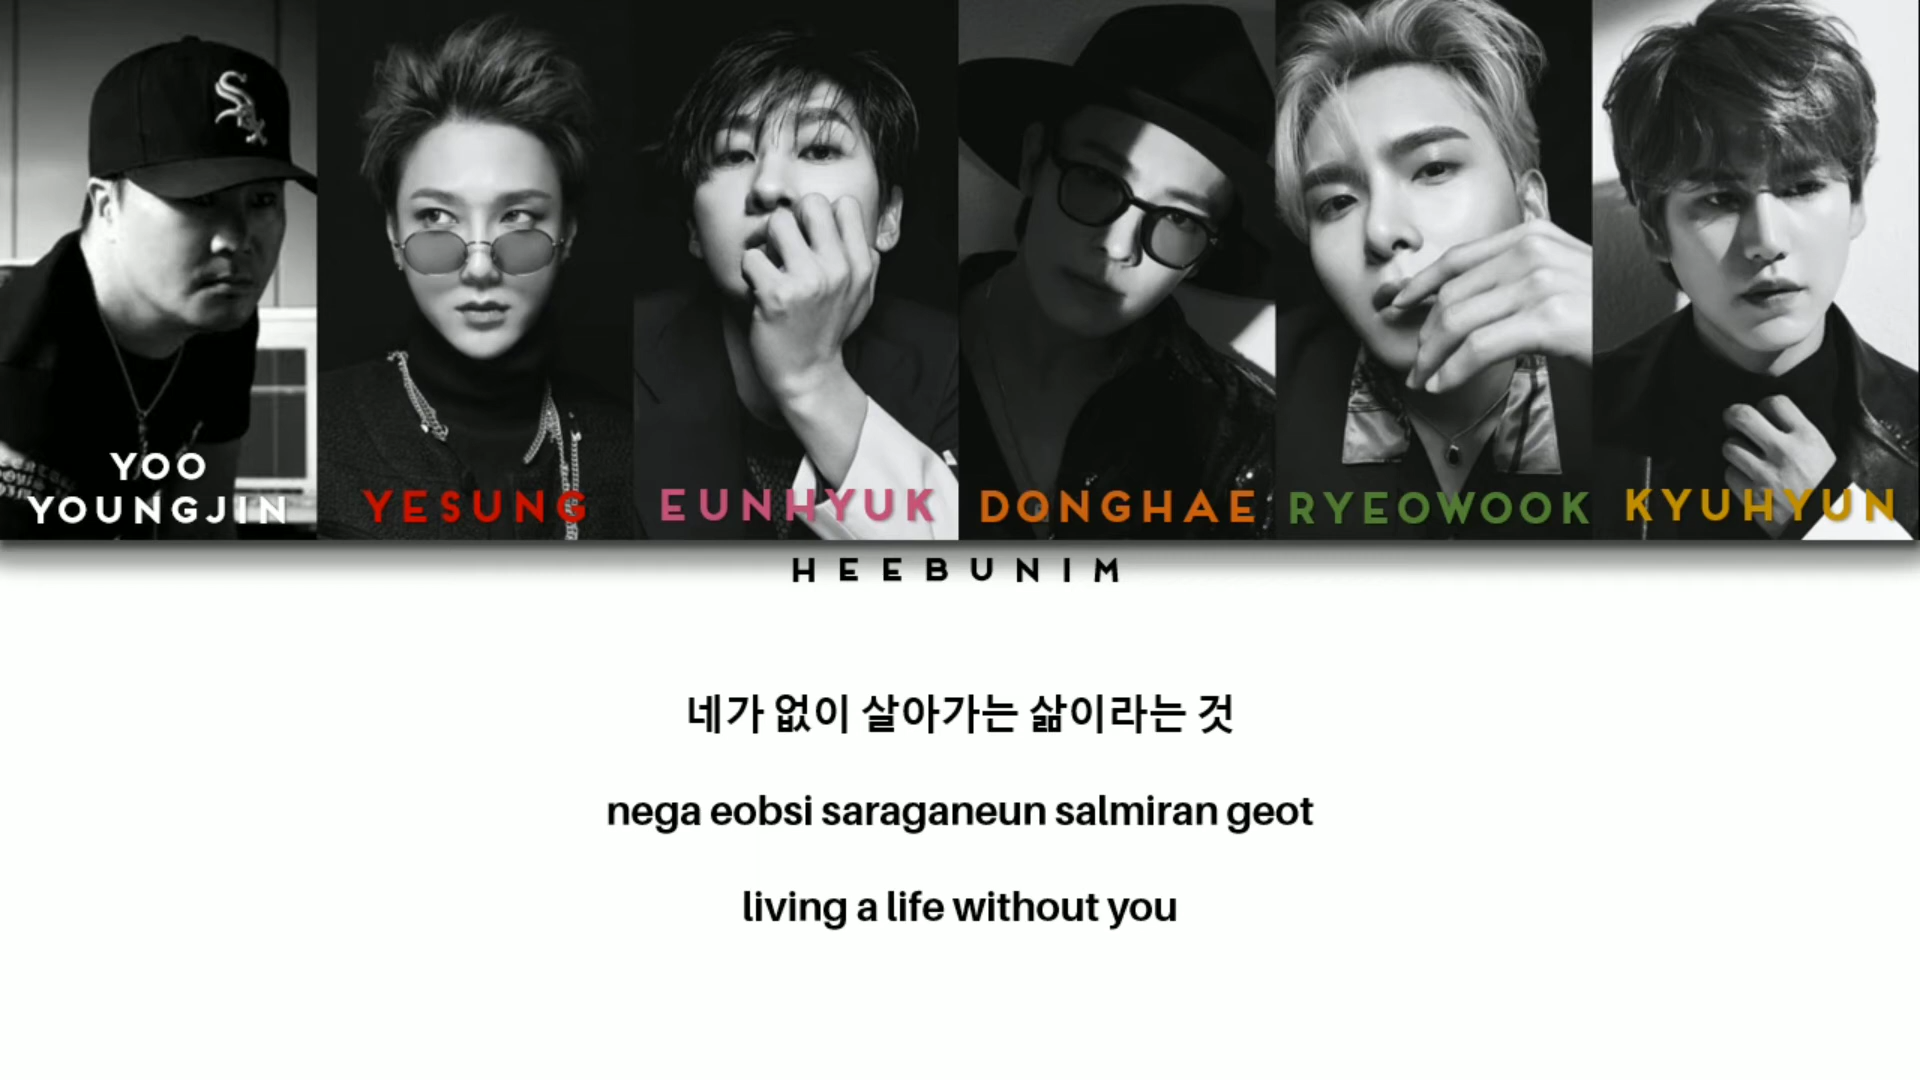 YOO
YOUNGJIN
YESUNG
EUNHYUK
DONGHAE
RYEOWOOK
KYUHYUN
HEEBUNIM
네가 없이 살아가는 삶이라는 것
nega eobsi saraganeun salmiran geot
living a life without you